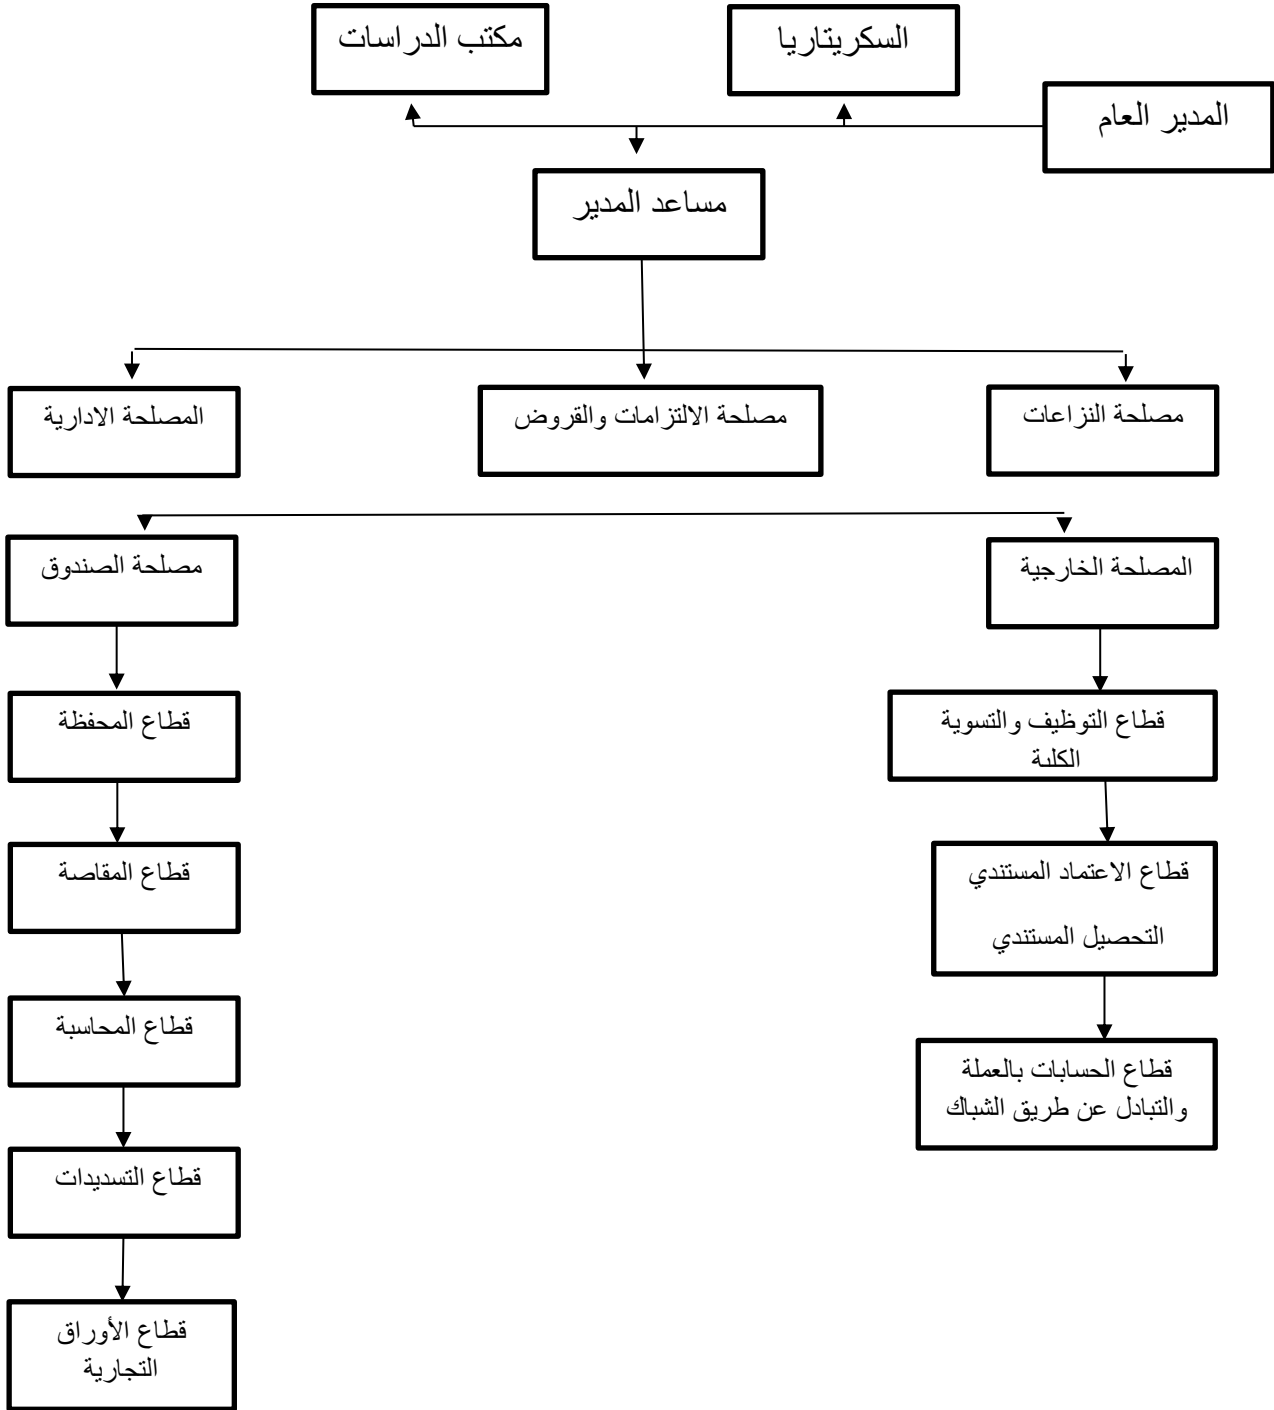 السكريتاريا
مكتب الدراسات
المدير العام
مساعد المدير
مصلحة النزاعات
مصلحة الالتزامات والقروض
المصلحة الادارية
المصلحة الخارجية
مصلحة الصندوق
قطاع التوظيف والتسوية
قطاع المحفظة
قطاع الاعتماد المستندي
التحصيل المستندي
قطاع المقاصة
قطاع المحاسبة
قطاع الحسابات بالعملة
والتبادل عن طريق الشباك
قطاع التسديدات
قطاع الأوراق
التجارية